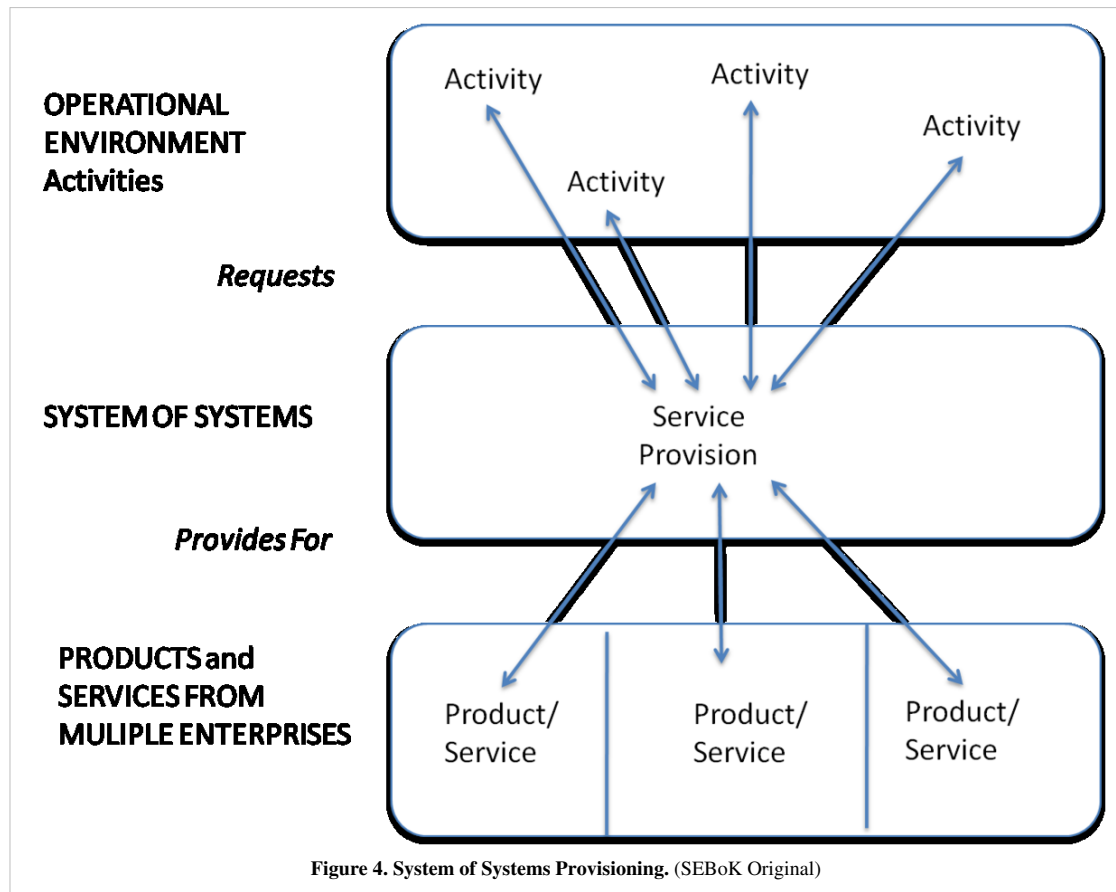 Activity
Activity
OPERATIONAL
ENVIRONMENT
Activities
Activity
Activity
Requests
SYSTEM OF SYSTEMS
Service
Provision
Provides For
PRODUCTS and
SERVICES FROM
MULIPLE ENTERPRISES
Product/
Service
Product/
Service
Product/
Service
Figure 4. System of Systems Provisioning. (SEBoK Original)